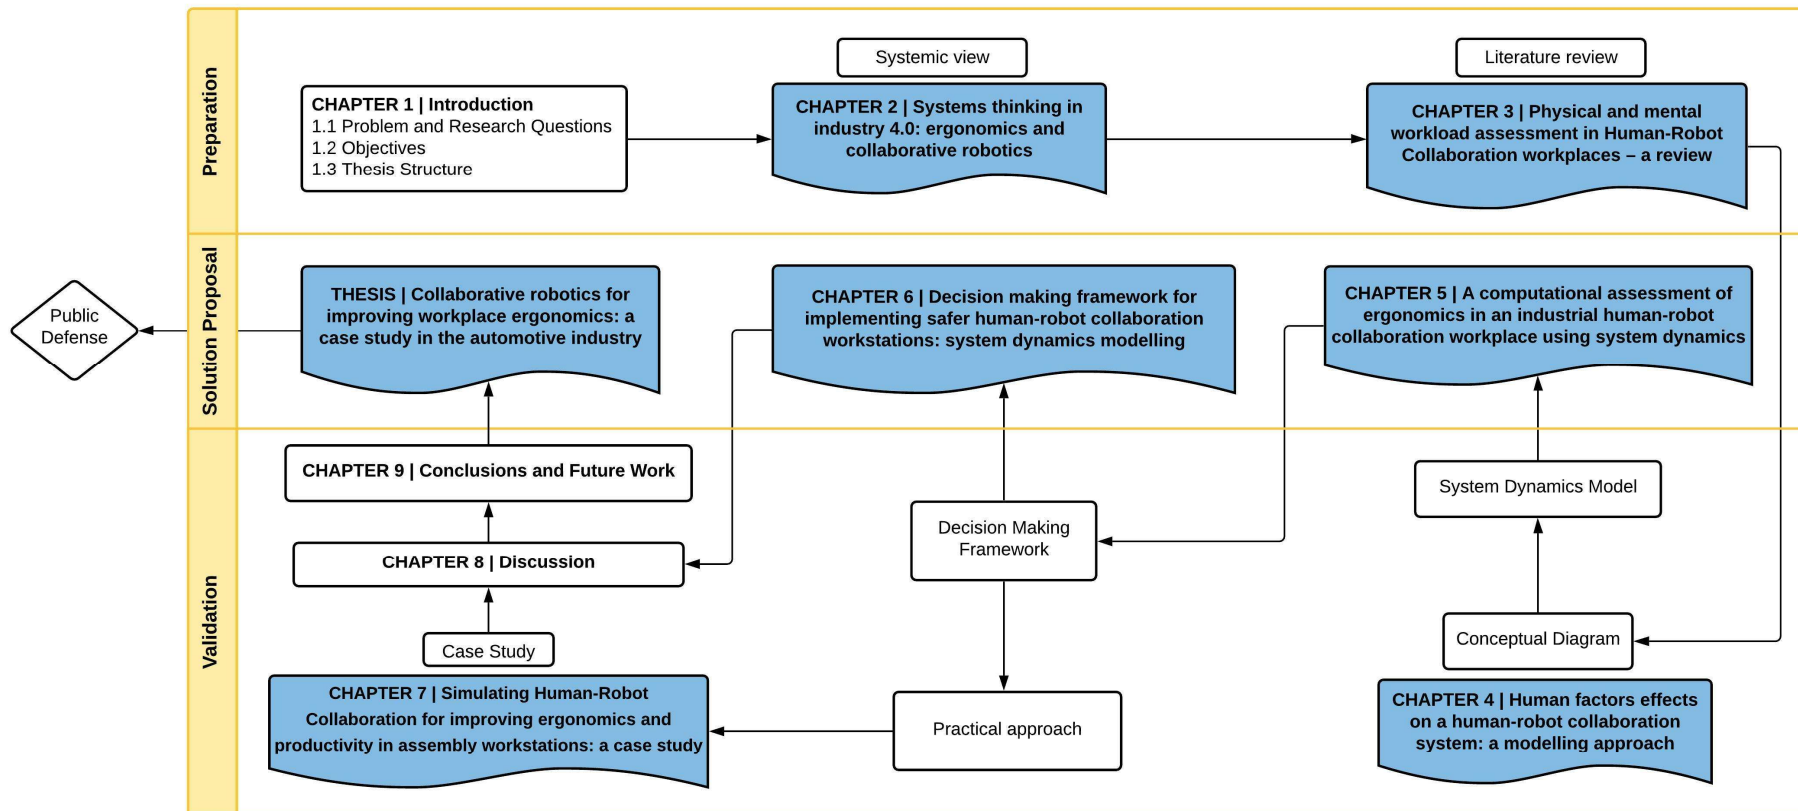 Preparation
Systemic view
Literature review
CHAPTER 1 | Introduction
1.1 Problem and Research Questions
1.2 Objectives
1.3 Thesis Structure
CHAPTER 2 | Systems thinking in
industry 4.0: ergonomics and
collaborative robotics
CHAPTER 3 | Physical and mental
workload assessment in Human-Robot
Collaboration workplaces – a review
Solution Proposal
Public
Defense
THESIS | Collaborative robotics for
improving workplace ergonomics: a
case study in the automotive industry
CHAPTER 6 | Decision making framework for
implementing safer human-robot collaboration
workstations: system dynamics modelling
CHAPTER 5 | A computational assessment of
ergonomics in an industrial human-robot
collaboration workplace using system dynamics
Validation
CHAPTER 9 | Conclusions and Future Work
CHAPTER 8 | Discussion
Case Study
CHAPTER 7 | Simulating Human-Robot
Collaboration for improving ergonomics and
productivity in assembly workstations: a case study
Decision Making
Framework
Practical approach
System Dynamics Model
Conceptual Diagram
CHAPTER 4 | Human factors effects
on a human-robot collaboration
system: a modelling approach